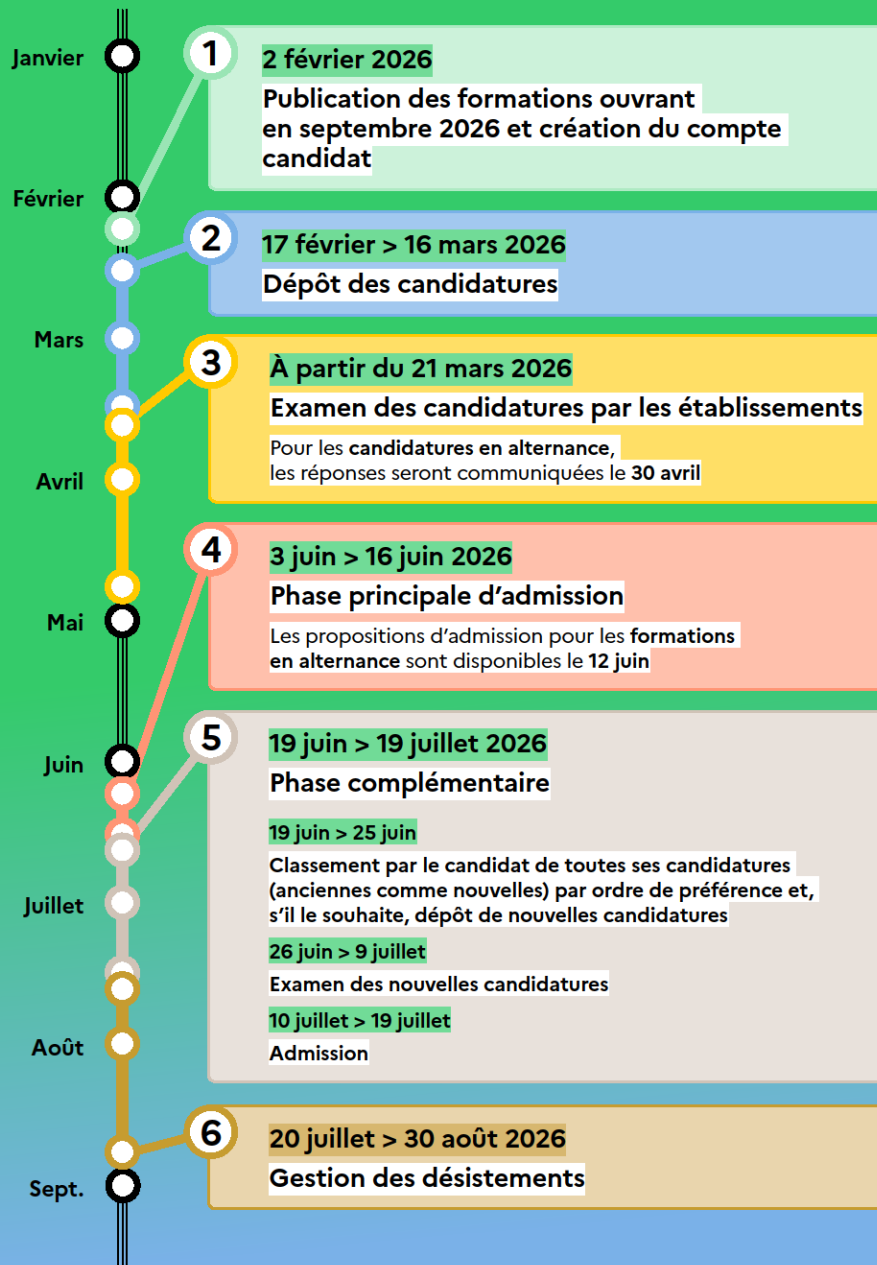 Janvier
Février
Mars
Avril
Mai
Juin
Juillet
Août
Sept.
1
2 février 2026
Publication des formations ouvrant
en septembre 2026 et création du compte
candidat
2
17 février > 16 mars 2026
Dépôt des candidatures
3
À partir du 21 mars 2026
Examen des candidatures par les établissements
Pour les candidatures en alternance,
les réponses seront communiquées le 30 avril
4
3 juin > 16 juin 2026
Phase principale d’admission
Les propositions d’admission pour les formations
en alternance sont disponibles le 12 juin
5
19 juin > 19 juillet 2026
Phase complémentaire
19 juin > 25 juin
Classement par le candidat de toutes ses candidatures
(anciennes comme nouvelles) par ordre de préférence et,
s’il le souhaite, dépôt de nouvelles candidatures
26 juin > 9 juillet
Examen des nouvelles candidatures
10 juillet > 19 juillet
Admission
6
20 juillet > 30 août 2026
Gestion des désistements